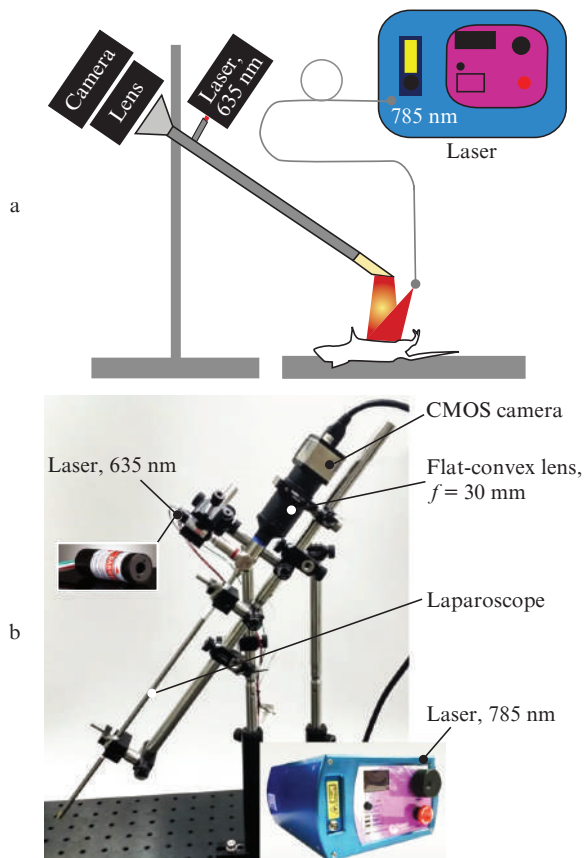 Camera
Lens
Laser,
635 nm
785 nm
Laser
a
CMOS camera
Laser, 635 nm
Flat-convex lens,
f = 30 mm
Laparoscope
b
Laser, 785 nm